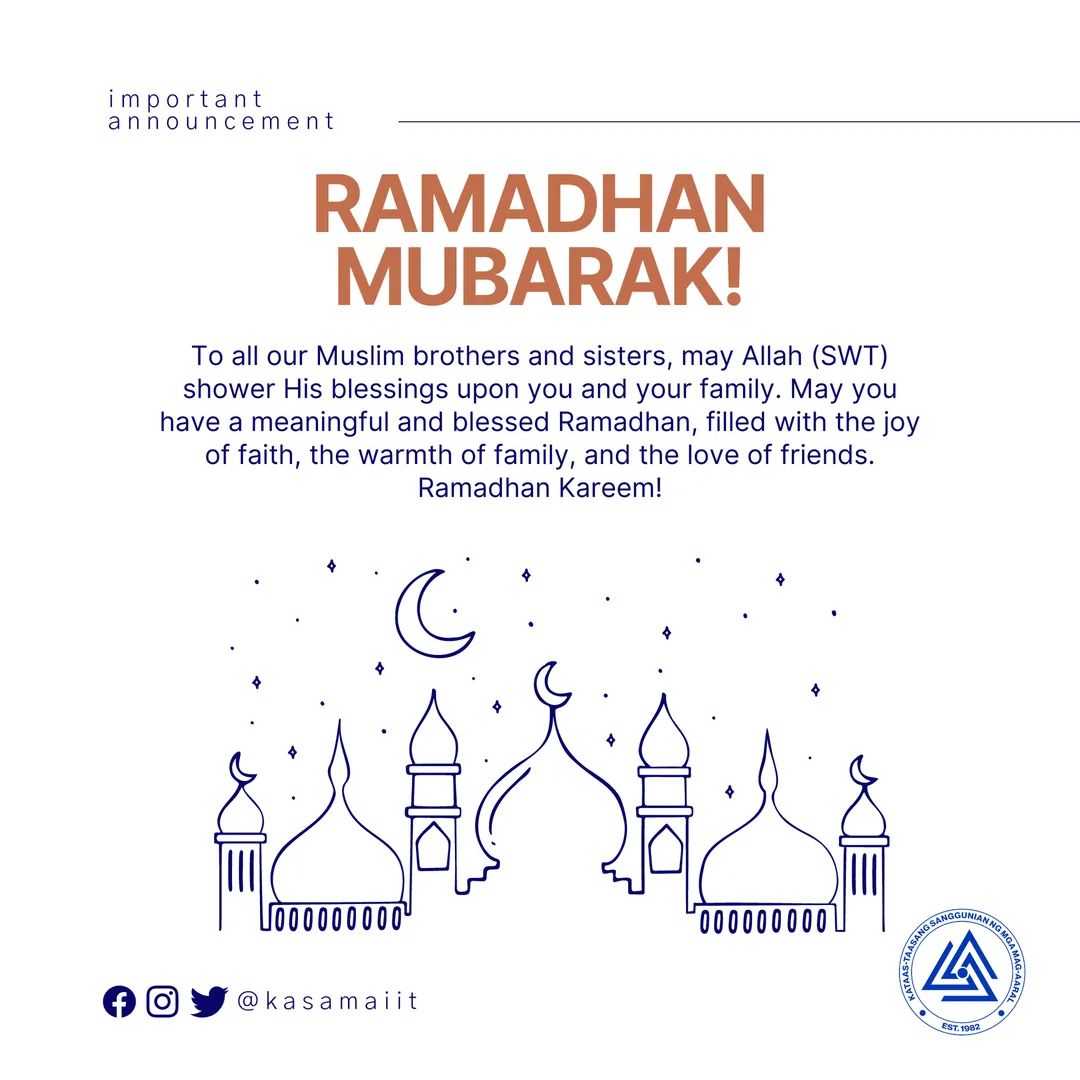 important
announcement
RAMADHAN
MUBARAK!
To all our Muslim brothers and sisters, may Allah (SWT)
shower His blessings upon you and your family. May you
have a meaningful and blessed Ramadhan, filled with the joy
of faith, the warmth of family, and the love of friends.
Ramadhan Kareem!
@kasamaiit
KATAAS-TAASANG SANGGUNIAN NG MGA MAG-AARAL
EST. 1982